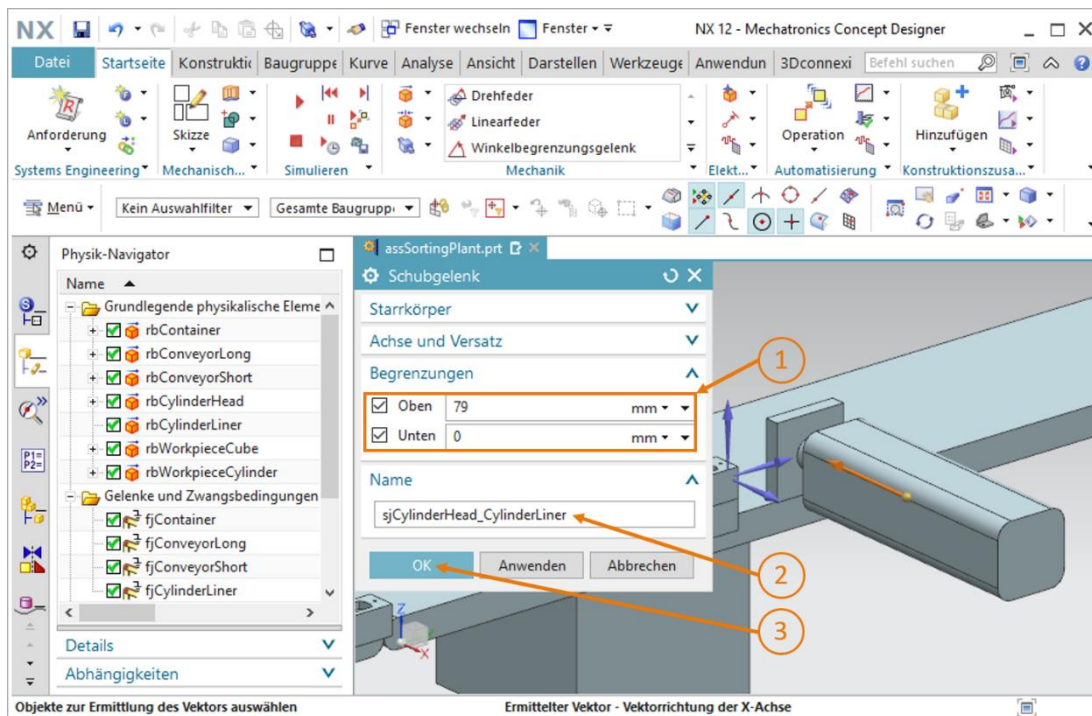 NX
Fenster wechseln
Fenster
NX 12 - Mechatronics Concept Designer
Datei Startseite Konstruktic Baugruppe Kurve Analyse Ansicht Darstellen Werkzeuge Anwendun 3Dconnexi Befehl suchen
Anforderung
Skizze
Drehfeder
Linearfeder
Winkelbegrenzungsgelenk
Operation
Hinzufügen
Systems Engineering Mechanisch... Simulieren Mechanik Elekt... Automatisierung Konstruktionszusa...
Menü Kein Auswahlfilter Gesamte Baugrupp
Physik-Navigator
Name
Grundlegende physikalische Eleme
rbContainer
rbConveyorLong
rbConveyorShort
rbCylinderHead
rbCylinderLiner
rbWorkpieceCube
rbWorkpieceCylinder
Gelenke und Zwangsbedingungen
fjContainer
fjConveyorLong
fjConveyorShort
fjCylinderLiner
Details
Abhängigkeiten
P1=
P2=
assSortingPlant.prt
Schubgelenk
Starrkörper
Achse und Versatz
Begrenzungen
Oben 79 mm
Unten 0 mm
Name
sjCylinderHead_CylinderLiner
OK Anwenden Abbrechen
1
2
3
Z
X
Objekte zur Ermittlung des Vektors auswählen
Ermittelter Vektor - Vektorrichtung der X-Achse